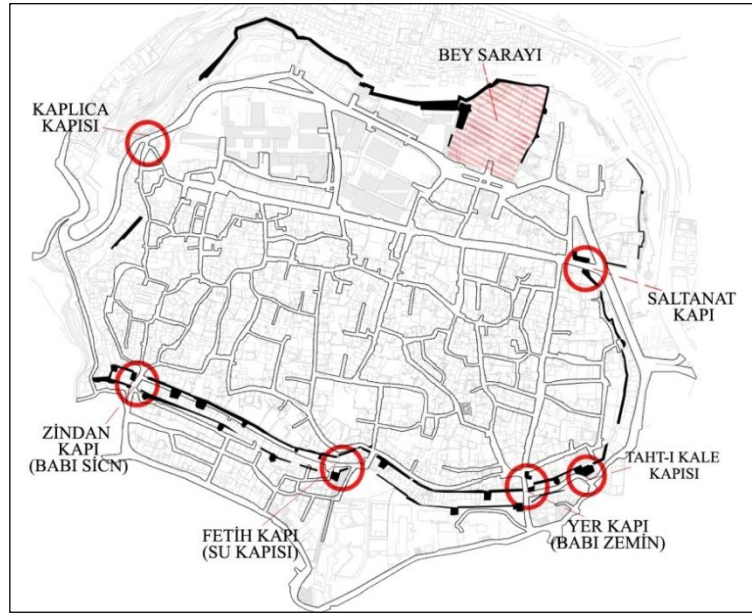 BEY SARAYI
KAPLICA
KAPISI
SALTANAT
KAPI
ZİNDAN
KAPI
(BABI SİCN)
FETİH KAPI
(SU KAPISI)
TAHT-I KALE
KAPISI
YER KAPI
(BABI ZEMİN)